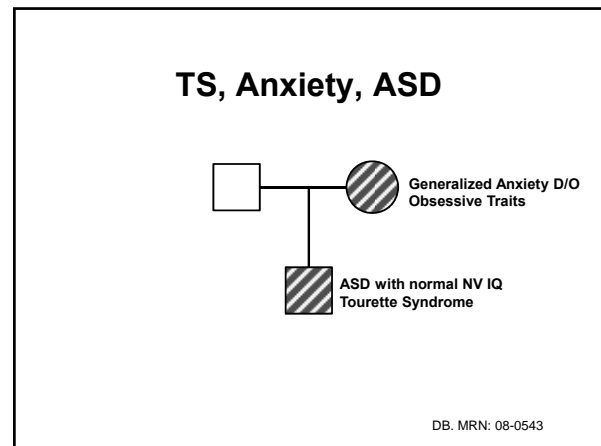 TS, Anxiety, ASD
Generalized Anxiety D/O
Obsessive Traits
ASD with normal NV IQ
Tourette Syndrome
DB. MRN: 08-0543